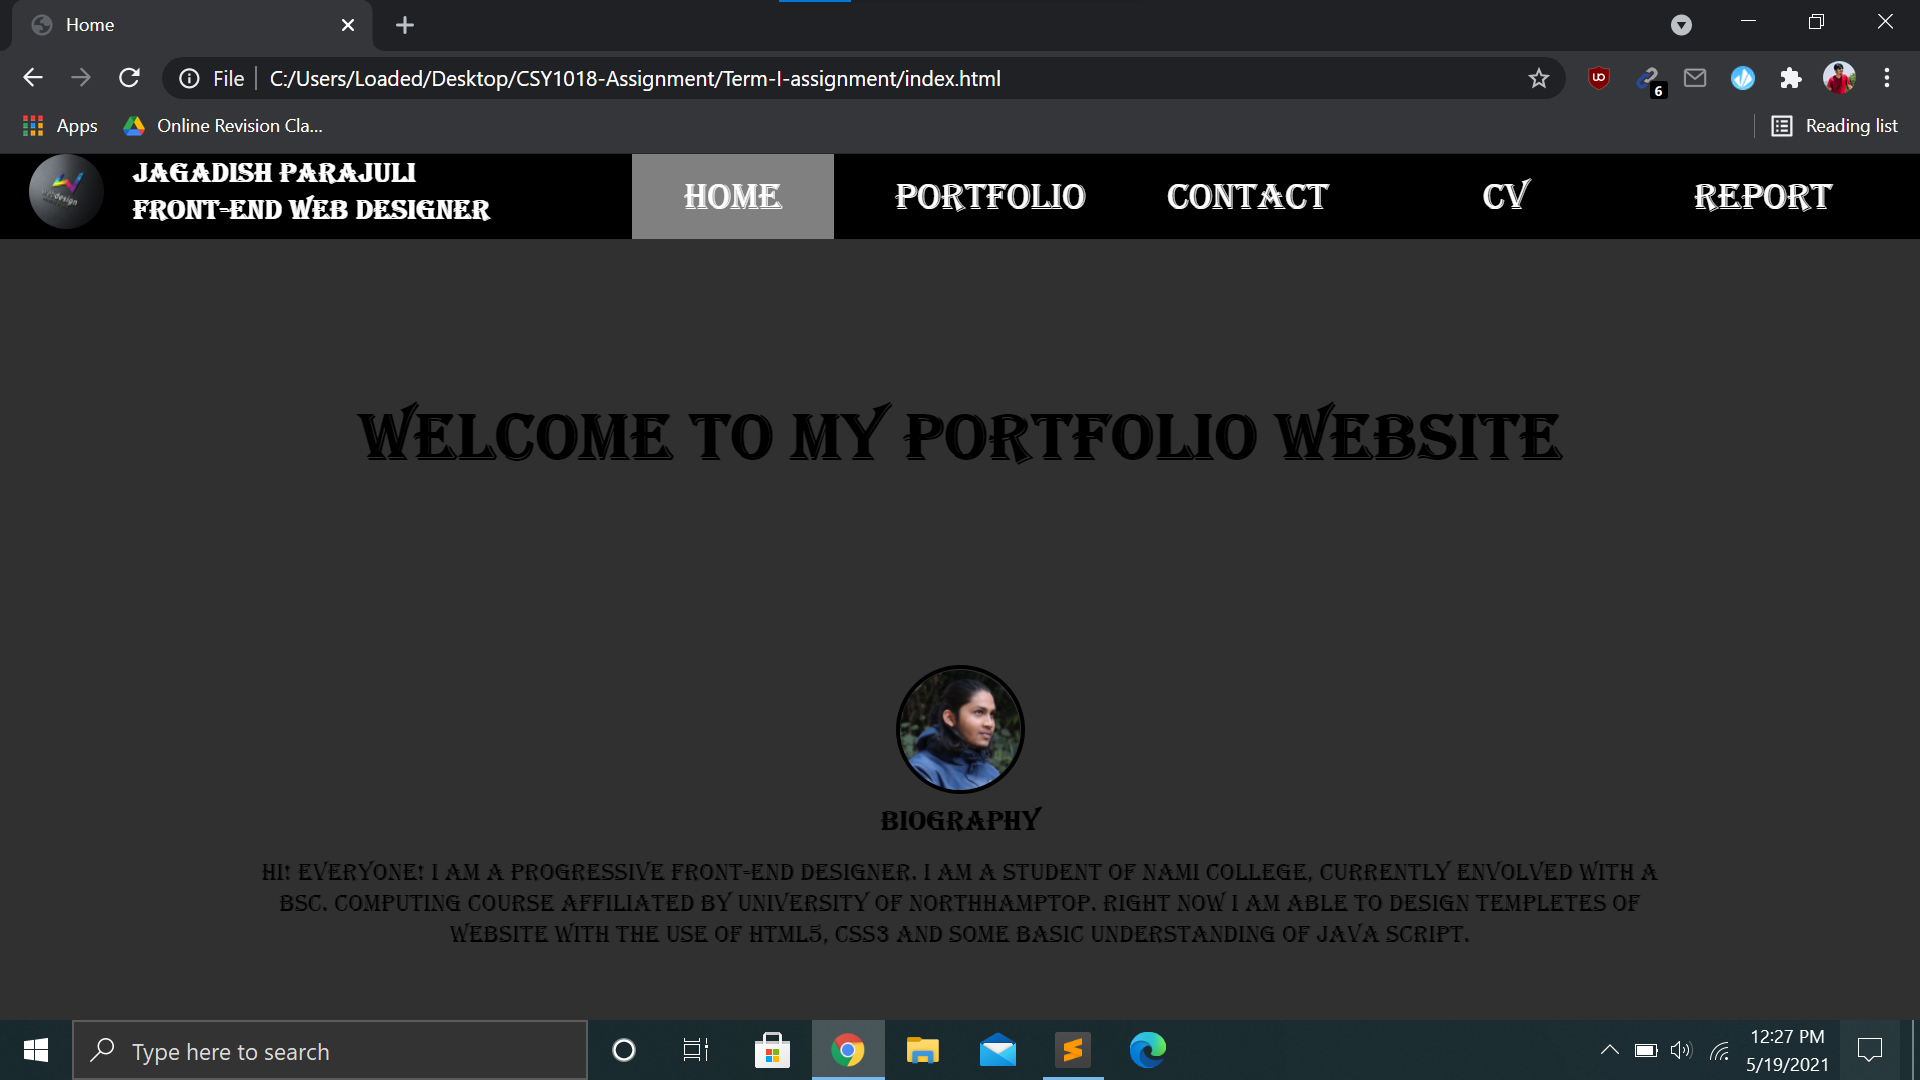 Home
File
C:/Users/Loaded/Desktop/CSY1018-Assignment/Term-I-assignment/index.html
6
Apps
Online Revision Cla...
Reading list
JAGADISH PARAJULI
FRONT-END WEB DESIGNER
HOME
PORTFOLIO
CONTACT
CV
REPORT
WELCOME TO MY PORTFOLIO WEBSITE
BIOGRAPHY
HI! EVERYONE! I AM A PROGRESSIVE FRONT-END DESIGNER. I AM A STUDENT OF NAMI COLLEGE, CURRENTLY ENVOLVED WITH A
BSC. COMPUTING COURSE AFFILIATED BY UNIVERSITY OF NORTHHAMPTOP. RIGHT NOW I AM ABLE TO DESIGN TEMPLETES OF
WEBSITE WITH THE USE OF HTML5, CSS3 AND SOME BASIC UNDERSTANDING OF JAVA SCRIPT.
Type here to search
12:27 PM
5/19/2021